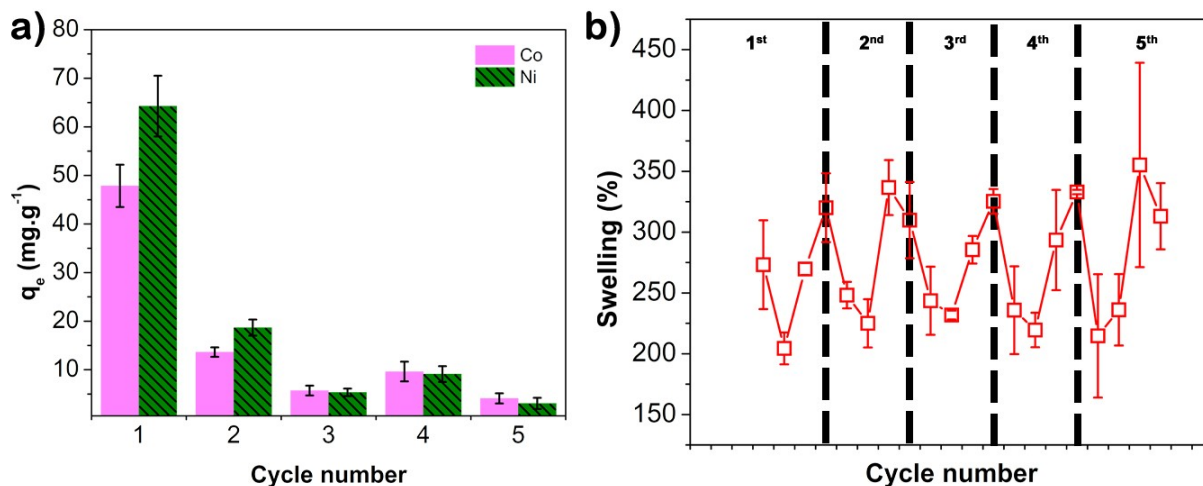 a)
80
70
60
50
40
30
20
10
qe (mg.g-1)
Co
Ni
1 2 3 4 5
Cycle number
b)
450
400
350
300
250
200
150
Swelling (%)
1st 2nd 3rd 4th 5th
Cycle number